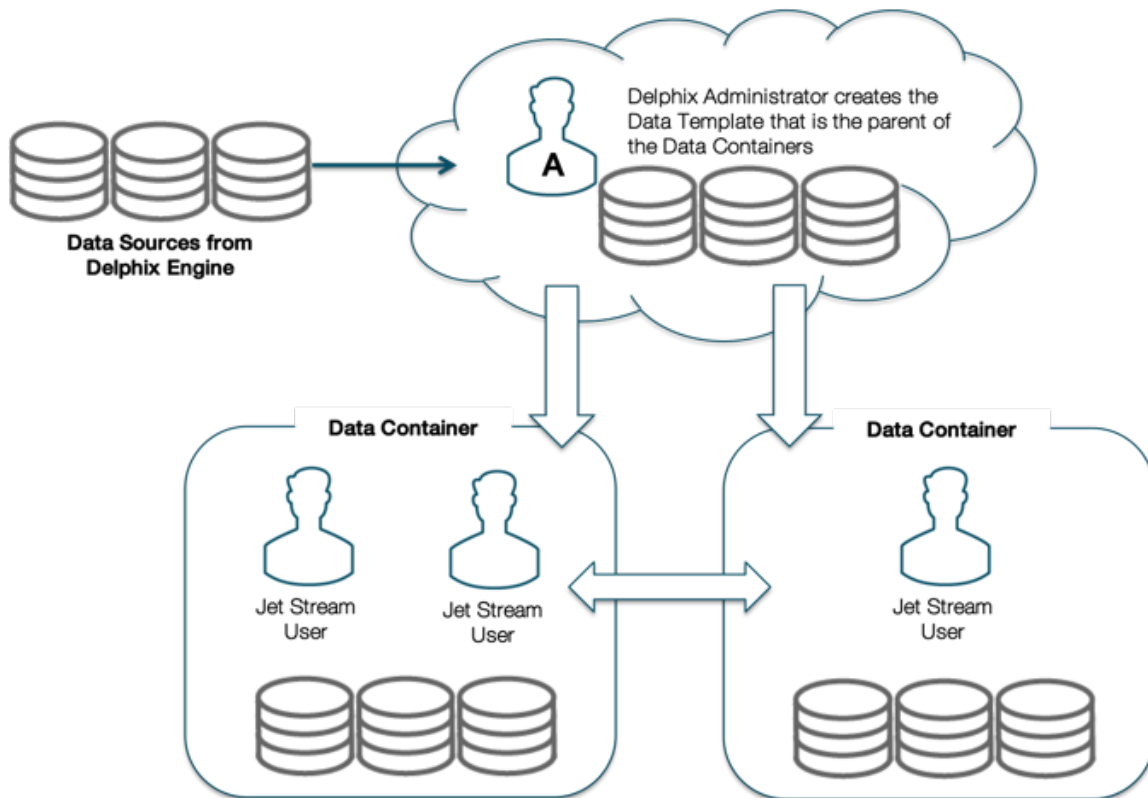 Delphix Administrator creates the
Data Template that is the parent of
the Data Containers
A
Data Sources from
Delphix Engine
Data Container
Jet Stream
User
Jet Stream
User
Data Container
Jet Stream
User